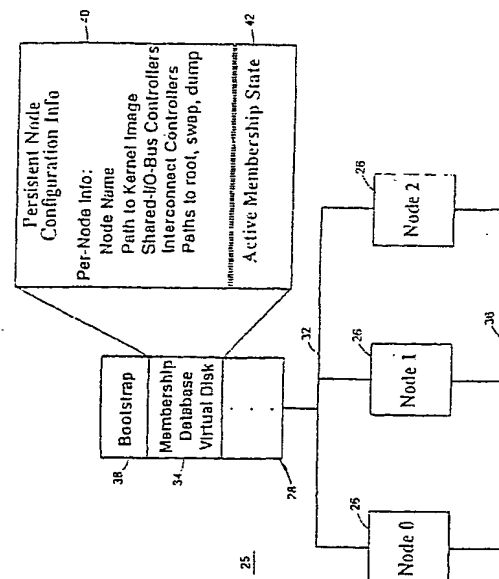 Persistent Node
Configuration Info
40
Per-Node Info:
Node Name
Path to Kernel Image
Shared-I/O-Bus Controllers
Interconnect Controllers
Paths to root, swap, dump
Active Membership State
42
38
Bootstrap
34
Membership
Database
Virtual Disk
. . .
28
25
32
26
Node 0
26
Node 1
26
Node 2
36